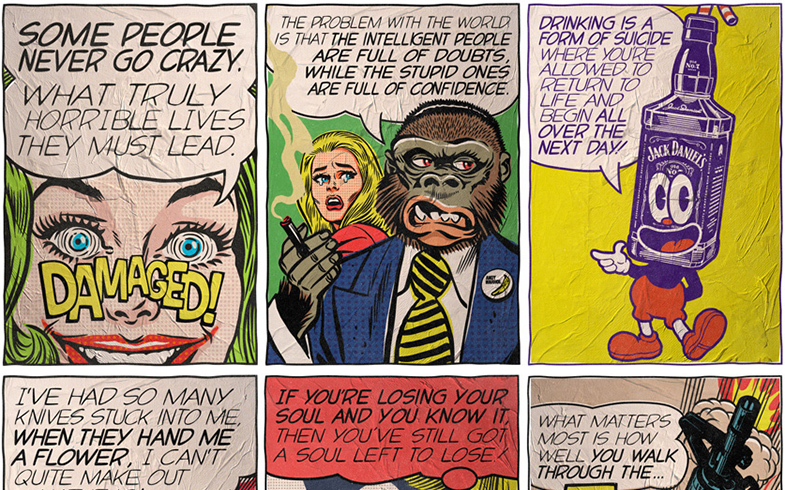 SOME PEOPLE
NEVER GO CRAZY.
WHAT TRULY
HORRIBLE LIVES
THEY MUST LEAD.
DAMAGED!
THE PROBLEM WITH THE WORLD
IS THAT THE INTELLIGENT PEOPLE
ARE FULL OF DOUBTS,
WHILE THE STUPID ONES
ARE FULL OF CONFIDENCE.
DRINKING IS A
FORM OF SUICIDE
WHERE YOU'RE
ALLOWED TO
RETURN TO
LIFE AND
BEGIN ALL
OVER THE
NEXT DAY!
JACK DANIEL'S
I'VE HAD SO MANY
KNIVES STUCK INTO ME,
WHEN THEY HAND ME
A FLOWER, I CAN'T
QUITE MAKE OUT
IF YOU'RE LOSING YOUR
SOUL AND YOU KNOW IT,
THEN YOU'VE STILL GOT
A SOUL LEFT TO LOSE!
WHAT MATTERS
MOST IS HOW
WELL YOU WALK
THROUGH THE...